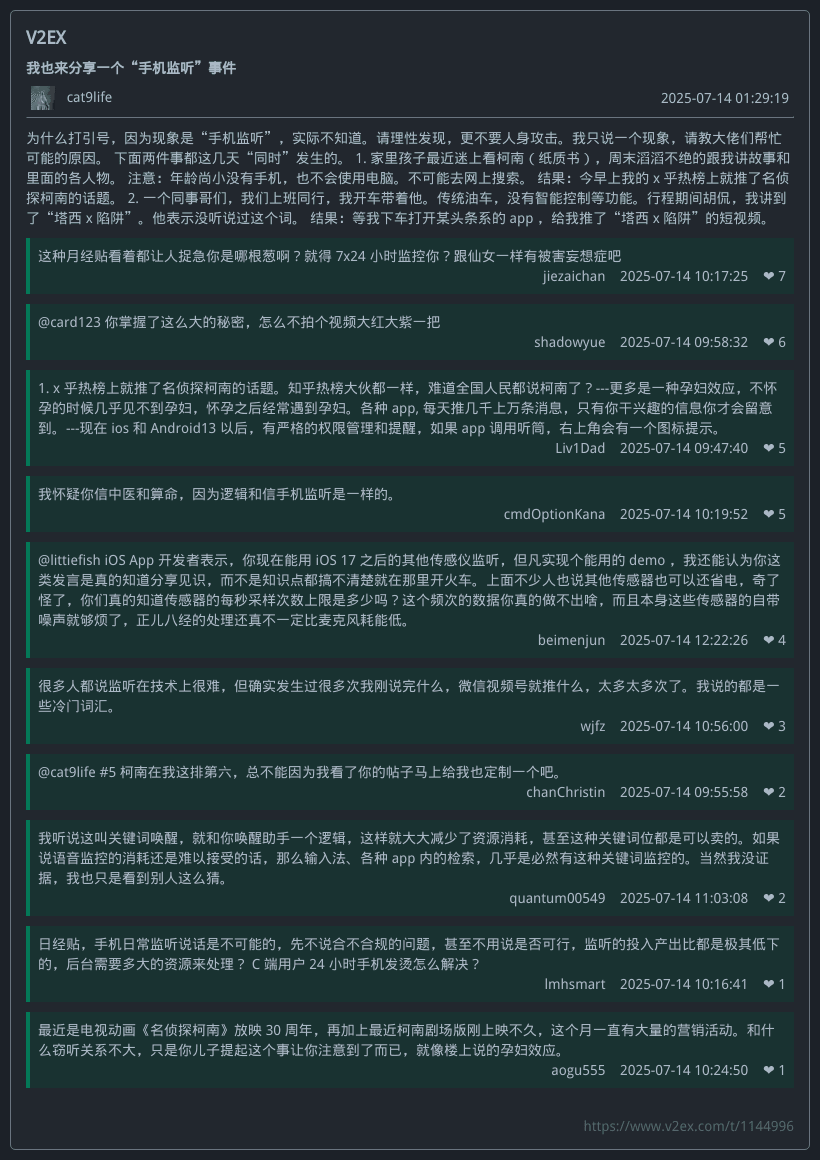 V2EX
我也来分享一个“手机监听”事件
cat9life 2025-07-14 01:29:19
为什么打引号，因为现象是“手机监听”，实际不知道。请理性发现，更不要人身攻击。我只说一个现象，请教大佬们帮忙
可能的原因。 下面两件事都这几天“同时”发生的。 1. 家里孩子最近迷上看柯南（纸质书），周末滔滔不绝的跟我讲故事和
里面的各人物。 注意：年龄尚小没有手机，也不会使用电脑。不可能去网上搜索。 结果：今早上我的 x 乎热榜上就推了名侦
探柯南的话题。 2. 一个同事哥们，我们上班同行，我开车带着他。传统油车，没有智能控制等功能。行程期间胡侃，我讲到
了“塔西 x 陷阱”。他表示没听说过这个词。 结果：等我下车打开某头条系的 app ，给我推了“塔西 x 陷阱”的短视频。
这种月经贴看着都让人捉急你是哪根葱啊？就得 7x24 小时监控你？跟仙女一样有被害妄想症吧
jiezaichan 2025-07-14 10:17:25 ❤ 7
@card123 你掌握了这么大的秘密，怎么不拍个视频大红大紫一把
shadowyue 2025-07-14 09:58:32 ❤ 6
1. x 乎热榜上就推了名侦探柯南的话题。知乎热榜大伙都一样，难道全国人民都说柯南了？---更多是一种孕妇效应，不怀
孕的时候几乎见不到孕妇，怀孕之后经常遇到孕妇。各种 app, 每天推几千上万条消息，只有你干兴趣的信息你才会留意
到。---现在 ios 和 Android13 以后，有严格的权限管理和提醒，如果 app 调用听筒，右上角会有一个图标提示。
Liv1Dad 2025-07-14 09:47:40 ❤ 5
我怀疑你信中医和算命，因为逻辑和信手机监听是一样的。
cmdOptionKana 2025-07-14 10:19:52 ❤ 5
@littiefish iOS App 开发者表示，你现在能用 iOS 17 之后的其他传感仪监听，但凡实现个能用的 demo ，我还能认为你这
类发言是真的知道分享见识，而不是知识点都搞不清楚就在那里开火车。上面不少人也说其他传感器也可以还省电，奇了
怪了，你们真的知道传感器的每秒采样次数上限是多少吗？这个频次的数据你真的做不出啥，而且本身这些传感器的自带
噪声就够烦了，正儿八经的处理还真不一定比麦克风耗能低。
beimenjun 2025-07-14 12:22:26 ❤ 4
很多人都说监听在技术上很难，但确实发生过很多次我刚说完什么，微信视频号就推什么，太多太多次了。我说的都是一
些冷门词汇。
wjfz 2025-07-14 10:56:00 ❤ 3
@cat9life #5 柯南在我这排第六，总不能因为我看了你的帖子马上给我也定制一个吧。
chanChristin 2025-07-14 09:55:58 ❤ 2
我听说这叫关键词唤醒，就和你唤醒助手一个逻辑，这样就大大减少了资源消耗，甚至这种关键词位都是可以卖的。如果
说语音监控的消耗还是难以接受的话，那么输入法、各种 app 内的检索，几乎是必然有这种关键词监控的。当然我没证
据，我也只是看到别人这么猜。
quantum00549 2025-07-14 11:03:08 ❤ 2
日经贴，手机日常监听说话是不可能的，先不说合不合规的问题，甚至不用说是否可行，监听的投入产出比都是极其低下
的，后台需要多大的资源来处理？ C 端用户 24 小时手机发烫怎么解决？
lmhsmart 2025-07-14 10:16:41 ❤ 1
最近是电视动画《名侦探柯南》放映 30 周年，再加上最近柯南剧场版刚上映不久，这个月一直有大量的营销活动。和什
么窃听关系不大，只是你儿子提起这个事让你注意到了而已，就像楼上说的孕妇效应。
aogu555 2025-07-14 10:24:50 ❤ 1
https://www.v2ex.com/t/1144996